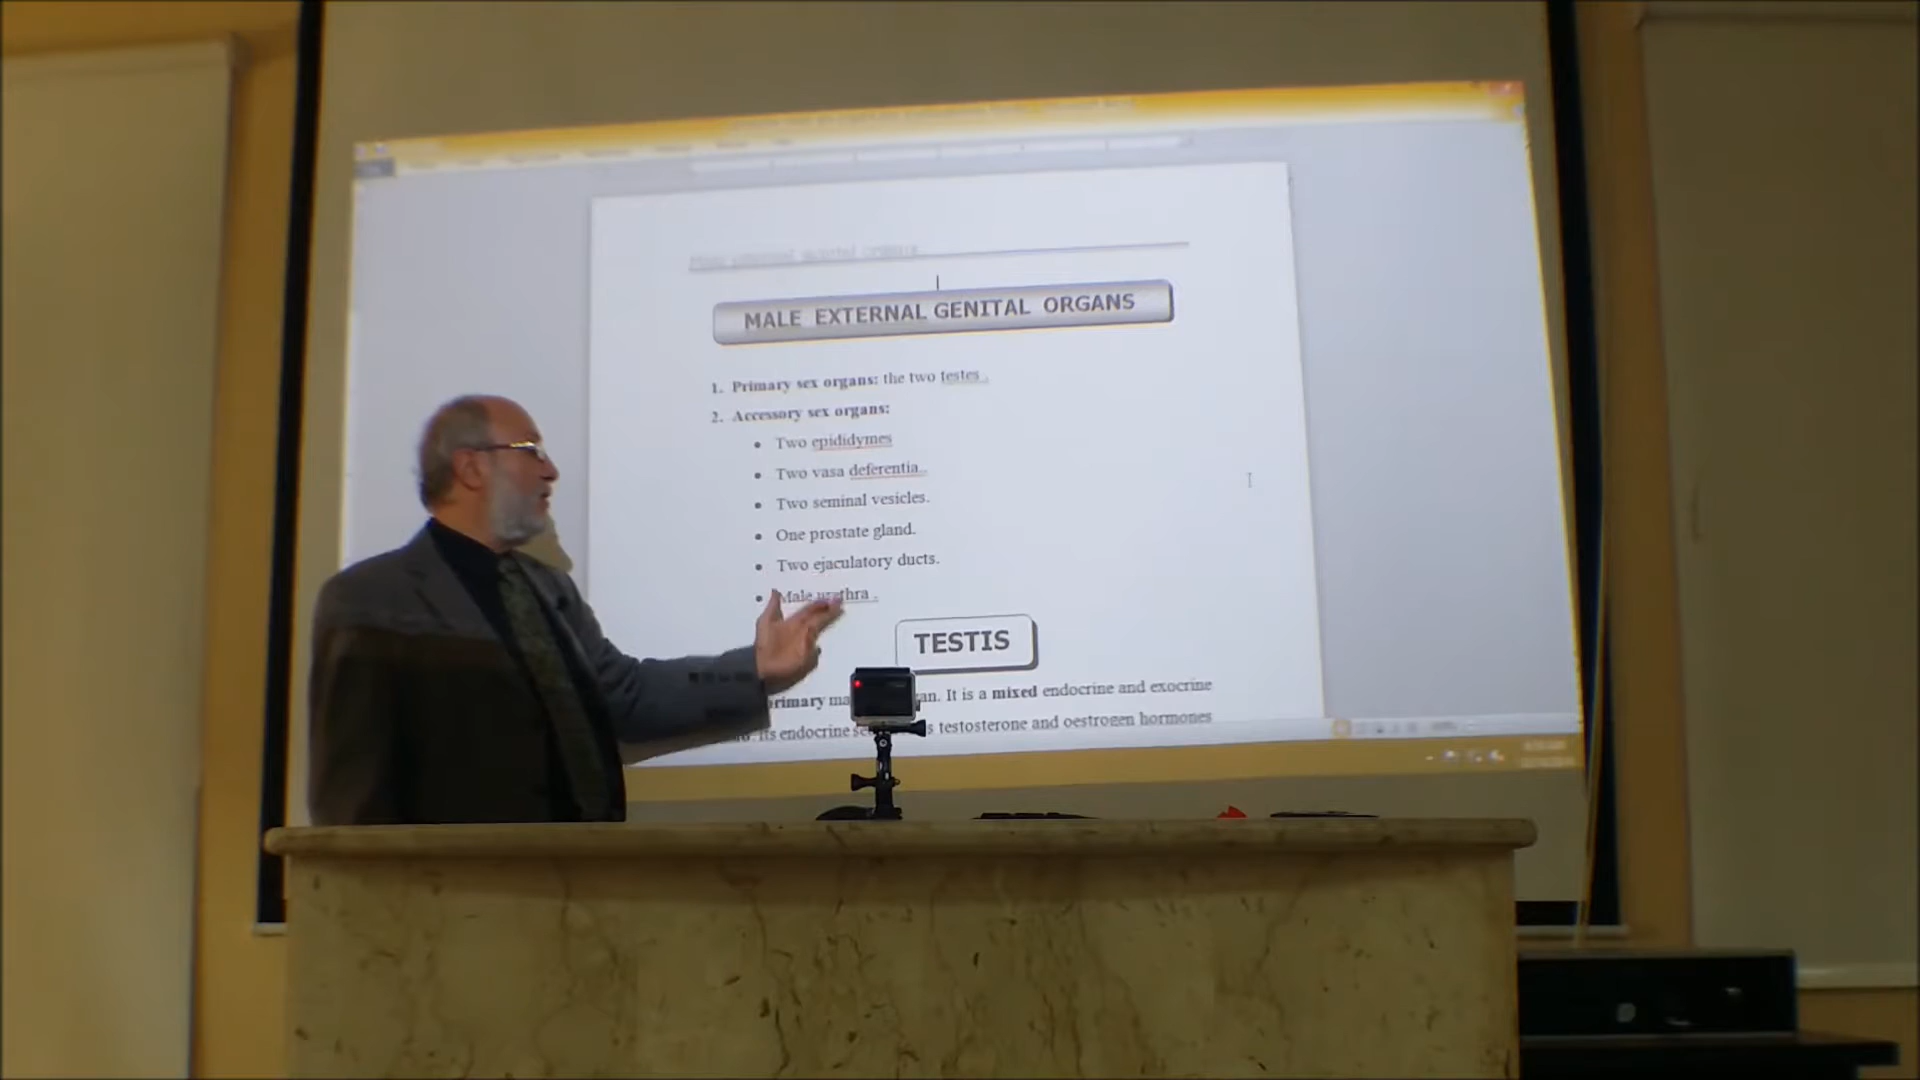 MALE EXTERNAL GENITAL ORGANS
1. Primary sex organs: the two testes .
2. Accessory sex organs:
• Two epididymes
• Two vasa deferentia..
• Two seminal vesicles.
• One prostate gland.
• Two ejaculatory ducts.
• Male urethra .
TESTIS
primary an. It is a mixed endocrine and exocrine
Its endocrine testosterone and oestrogen hormones